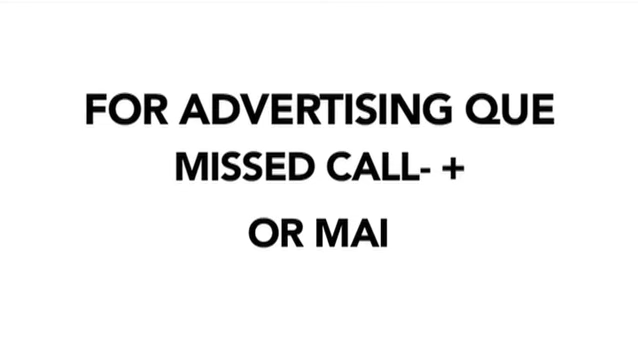 FOR ADVERTISING QUE
MISSED CALL- +
OR MAI